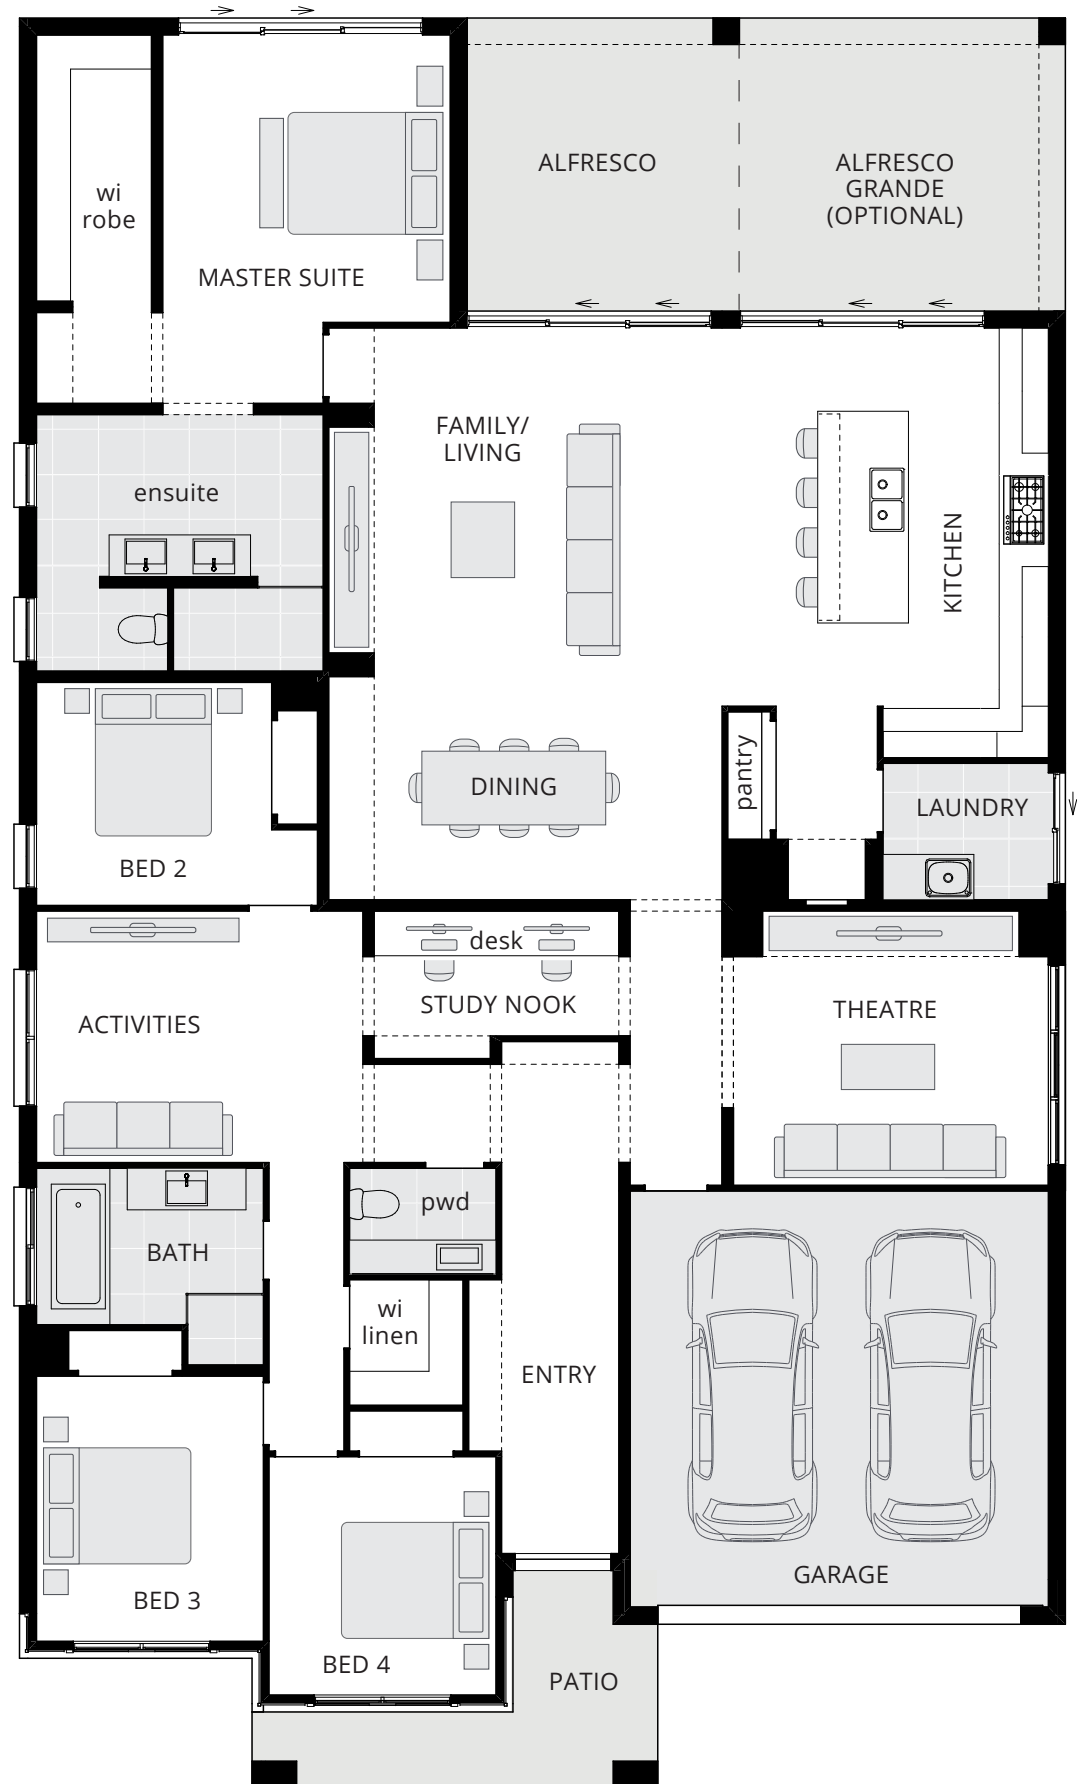 ALFRESCO
ALFRESCO
GRANDE
(OPTIONAL)
wi
robe
MASTER SUITE
FAMILY/
LIVING
ensuite
KITCHEN
pantry
DINING
LAUNDRY
BED 2
desk
STUDY NOOK
THEATRE
ACTIVITIES
pwd
BATH
wi
linen
ENTRY
GARAGE
BED 3
BED 4
PATIO